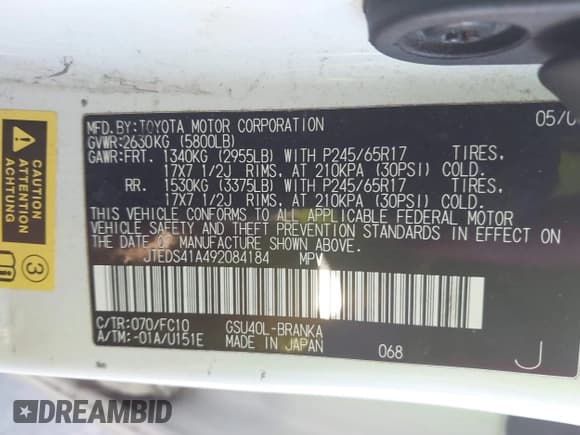 MFD.BY:TOYOTA MOTOR CORPORATION 05/0
GVWR:2630KG (5800LB)
GAWR:FRT. 1340KG (2955LB) WITH P245/65R17 TIRES,
17X7 1/2J RIMS, AT 210KPA (30PSI) COLD.
RR. 1530KG (3375LB) WITH P245/65R17 TIRES,
17X7 1/2J RIMS, AT 210KPA (30PSI) COLD.
THIS VEHICLE CONFORMS TO ALL APPLICABLE FEDERAL MOTOR
VEHICLE SAFETY AND THEFT PREVENTION STANDARDS IN EFFECT ON
THE DATE OF MANUFACTURE SHOWN ABOVE.
JTEDS41A492084184 MPV
C/TR:070/FC10 GSU40L-BRANKA
A/TM:-01A/U151E MADE IN JAPAN 068 J
CAUTION
ATTENTION
3
DREAMBID